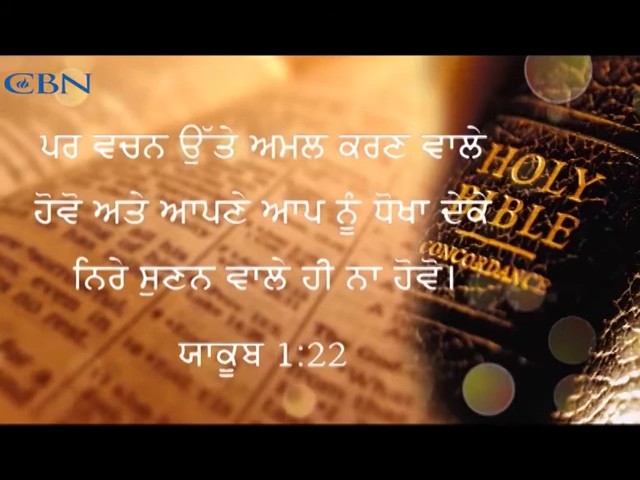 CBN
ਪਰ ਵਚਨ ਉੱਤੇ ਅਮਲ ਕਰਣ ਵਾਲੇ
ਹੋਵੋ ਅਤੇ ਆਪਣੇ ਆਪ ਨੂੰ ਧੋਖਾ ਦੇਕੇ
ਨਿਰੇ ਸੁਣਨ ਵਾਲੇ ਹੀ ਨਾ ਹੋਵੋ।
ਯਾਕੂਬ 1:22
HOLY
BIBLE
CONCORDANCE